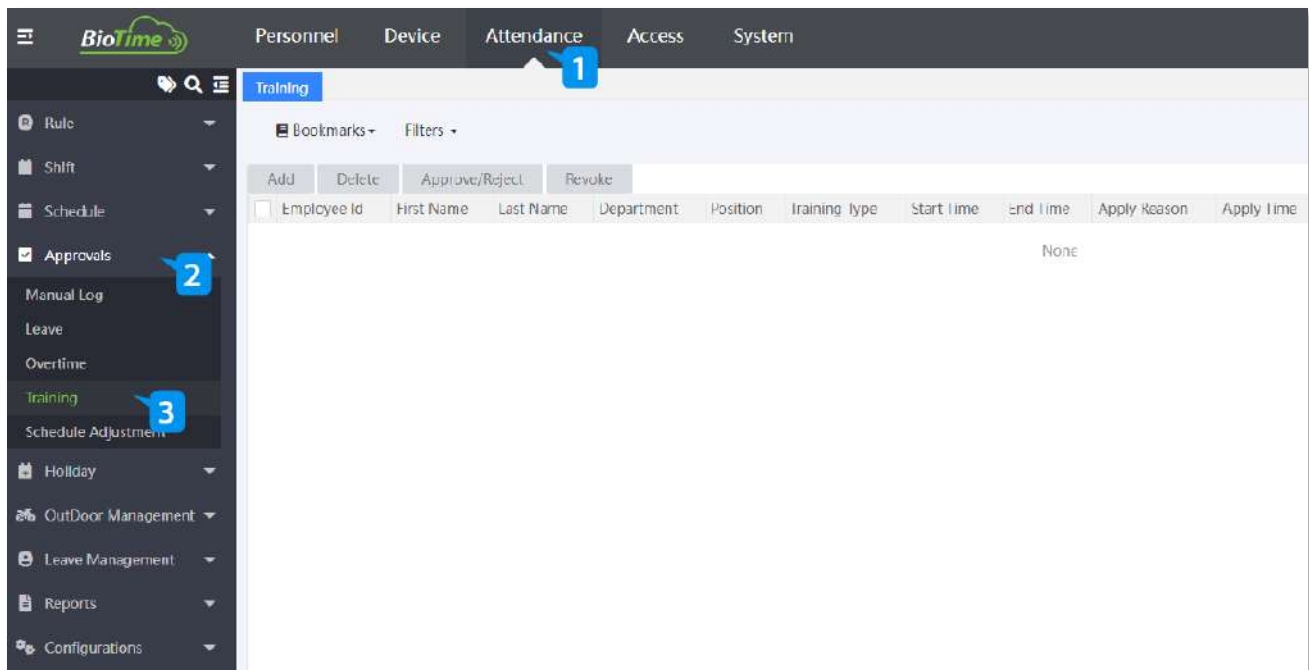 BioTime
Personnel Device Attendance Access System
1
Training
Rule
Bookmarks Filters
Shift
Add Delete Approve/Reject Revoke
Schedule
Employee Id First Name Last Name Department Position Training Type Start Time End Time Apply Reason Apply Time
Approvals
None
2
Manual Log
Leave
Overtime
Training
3
Schedule Adjustment
Holiday
OutDoor Management
Leave Management
Reports
Configurations